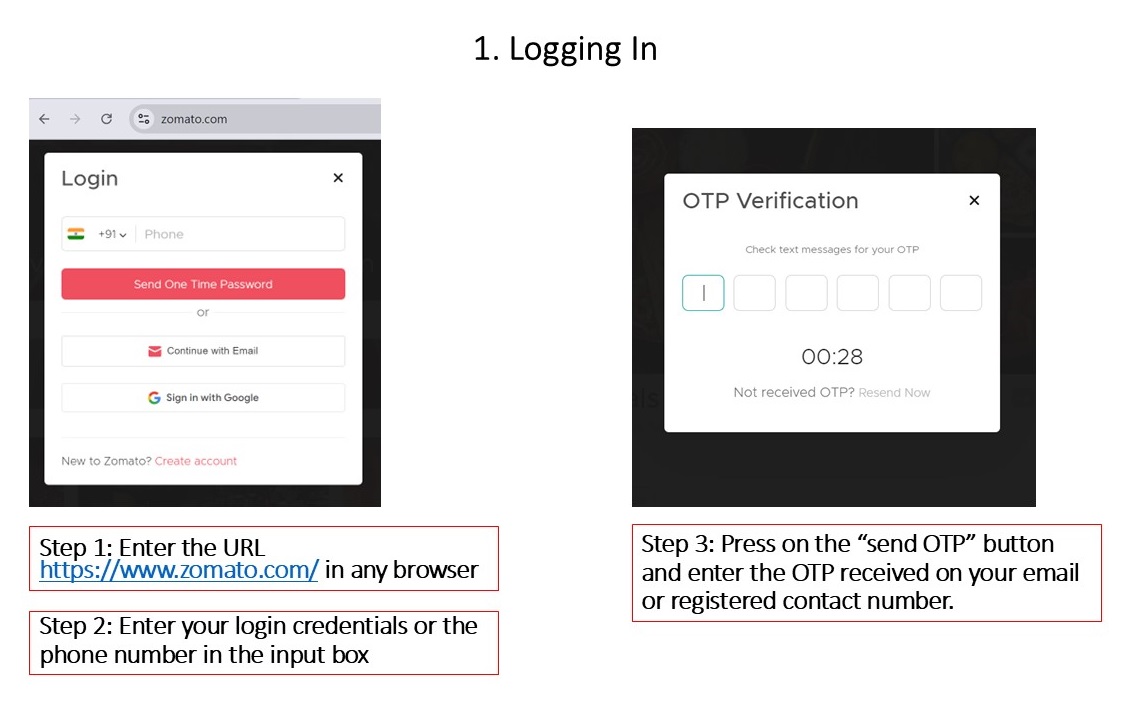 1. Logging In
zomato.com
Login
+91
Phone
Send One Time Password
or
Continue with Email
Sign in with Google
New to Zomato? Create account
Step 1: Enter the URL
https://www.zomato.com/ in any browser
Step 2: Enter your login credentials or the
phone number in the input box
OTP Verification
Check text messages for your OTP
00:28
Not received OTP? Resend Now
Step 3: Press on the “send OTP” button
and enter the OTP received on your email
or registered contact number.